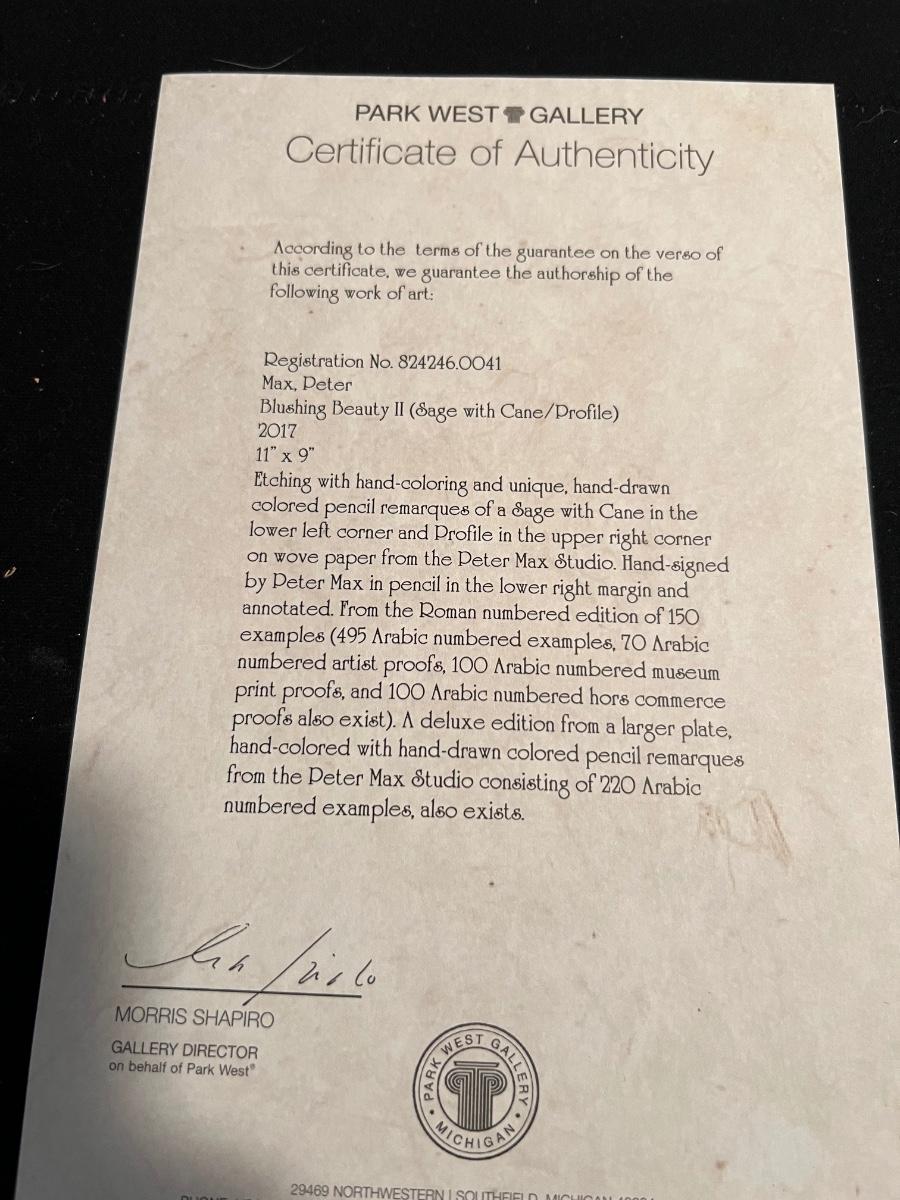 PARK WEST GALLERY
Certificate of Authenticity
According to the terms of the guarantee on the verso of
this certificate, we guarantee the authorship of the
following work of art:
Registration No. 824246.0041
Max, Peter
Blushing Beauty II (Sage with Cane/Profile)
2017
11" x 9"
Etching with hand-coloring and unique, hand-drawn
colored pencil remarques of a Sage with Cane in the
lower left corner and Profile in the upper right corner
on wove paper from the Peter Max Studio. Hand-signed
by Peter Max in pencil in the lower right margin and
annotated. From the Roman numbered edition of 150
examples (495 Arabic numbered examples, 70 Arabic
numbered artist proofs, 100 Arabic numbered museum
print proofs, and 100 Arabic numbered hors commerce
proofs also exist). A deluxe edition from a larger plate,
hand-colored with hand-drawn colored pencil remarques
from the Peter Max Studio consisting of 220 Arabic
numbered examples, also exists.
MORRIS SHAPIRO
GALLERY DIRECTOR
on behalf of Park West®
PARK WEST GALLERY
• MICHIGAN •
29469 NORTHWESTERN | SOUTHFIELD, MICHIGAN